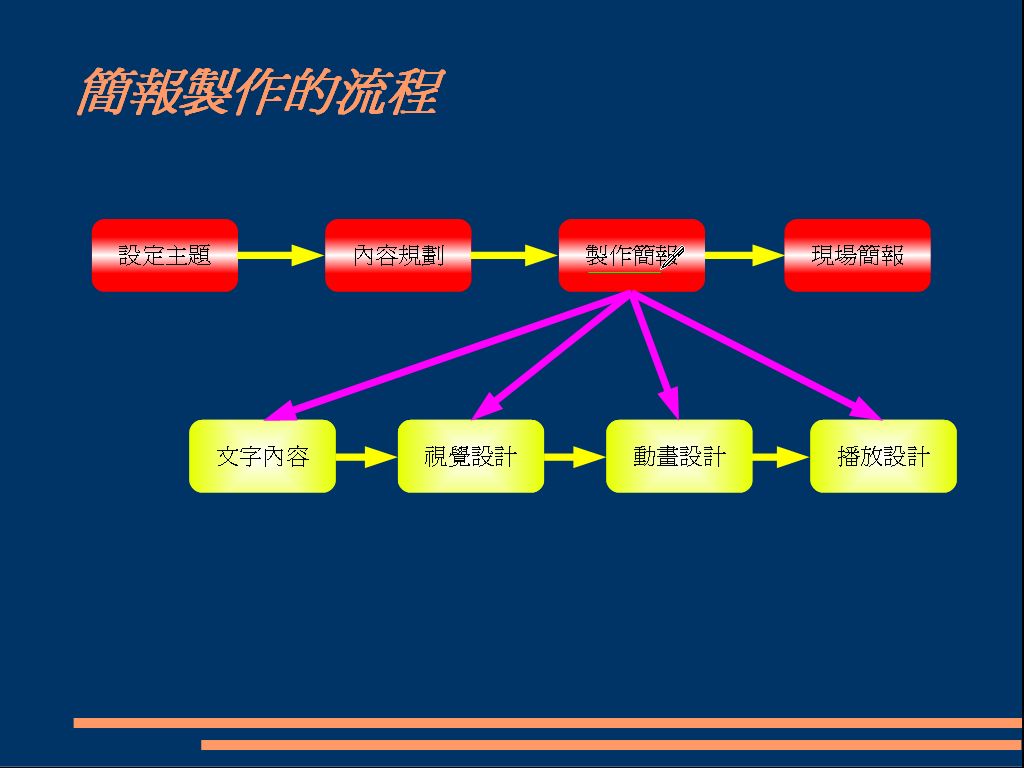 簡報製作的流程
設定主題
內容規劃
製作簡報
現場簡報
文字內容
視覺設計
動畫設計
播放設計